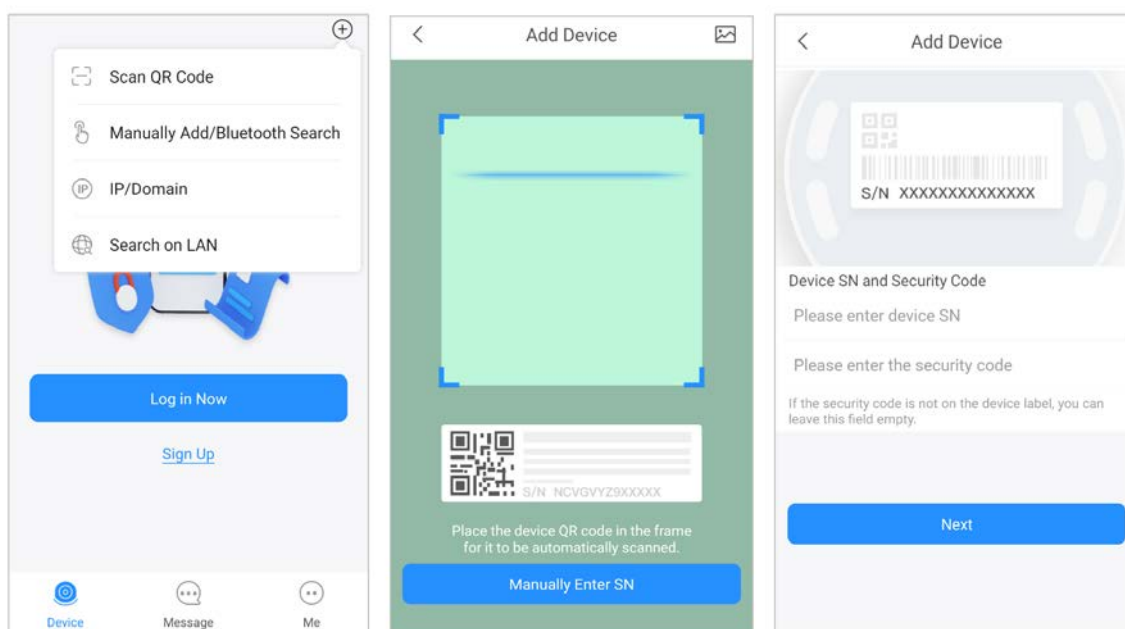 Scan QR Code
Manually Add/Bluetooth Search
IP
IP/Domain
Search on LAN
Log in Now
Sign Up
Device
Message
Me
Add Device
S/N NCVGVYZ9XXXXX
Place the device QR code in the frame
for it to be automatically scanned.
Manually Enter SN
Add Device
S/N XXXXXXXXXXXXXX
Device SN and Security Code
Please enter device SN
Please enter the security code
If the security code is not on the device label, you can
leave this field empty.
Next